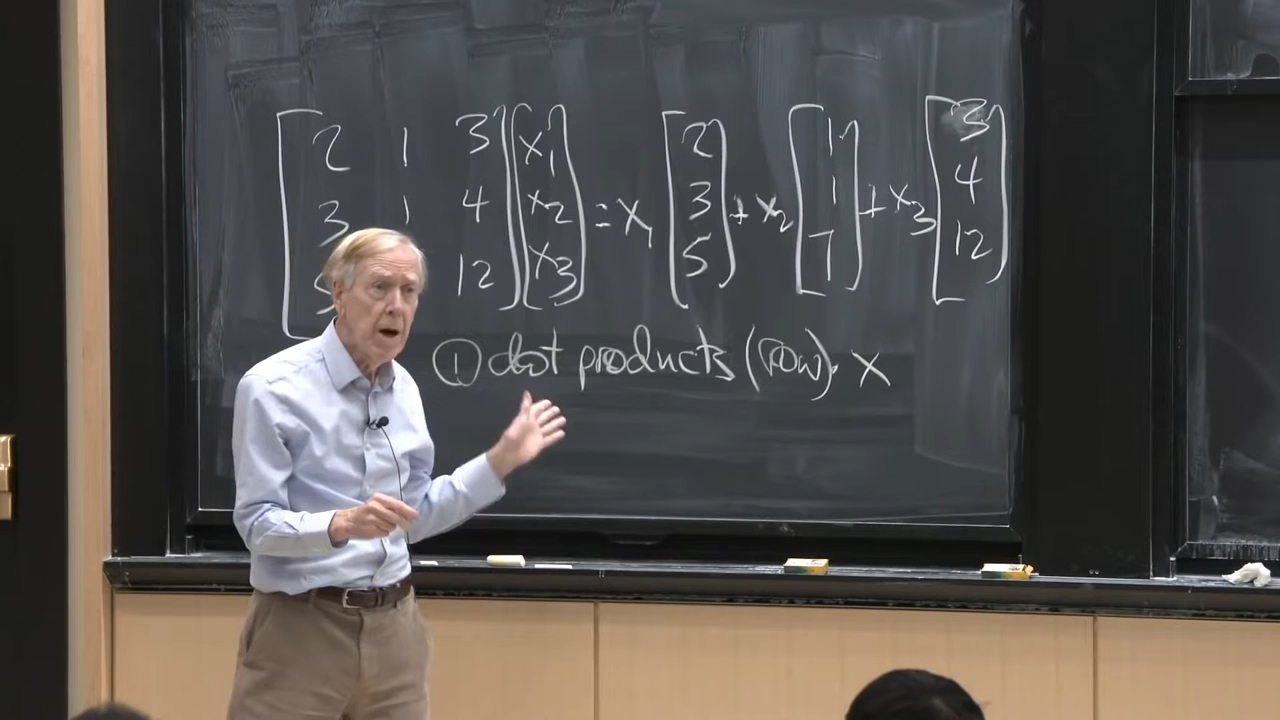 2 1 3 x1 2 1 3
3 1 4 x2 = x1 3 + x2 1 + x3 4
5 12 x3 5 7 12
① dot products (row). x